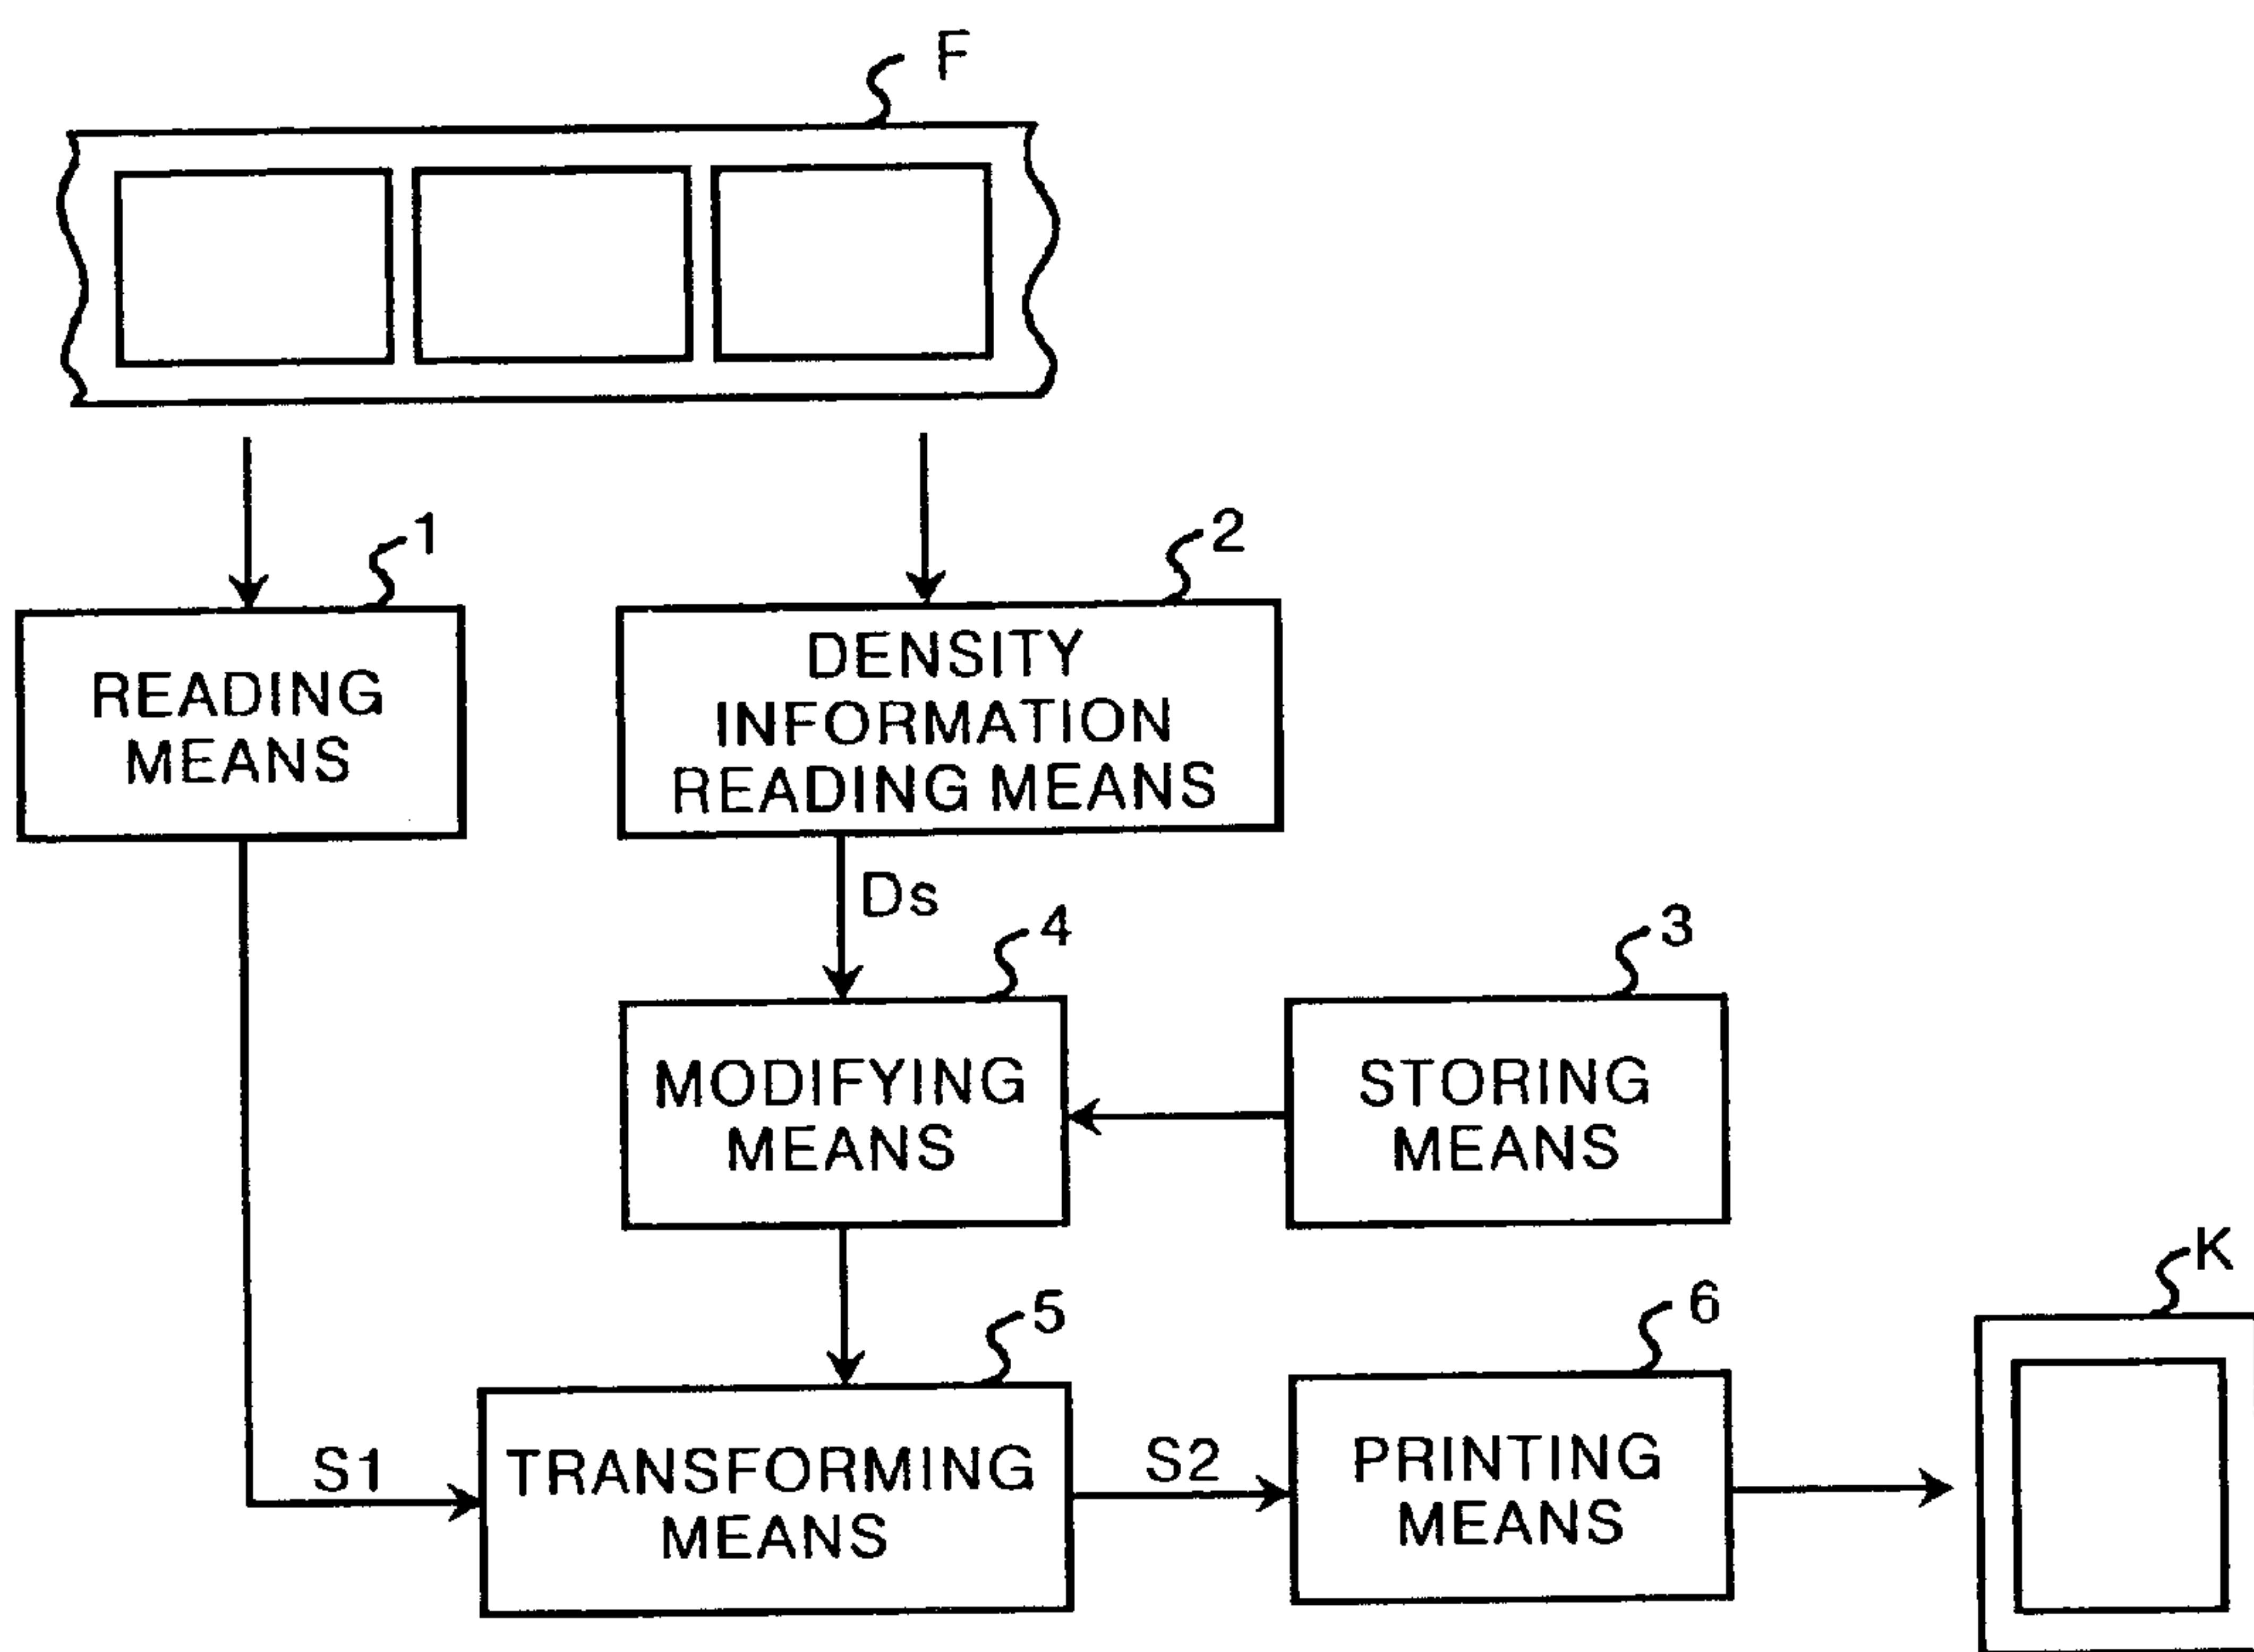 F
1
2
READING
MEANS
DENSITY
INFORMATION
READING MEANS
Ds
4
3
MODIFYING
MEANS
STORING
MEANS
K
5
6
S1
TRANSFORMING
MEANS
S2
PRINTING
MEANS